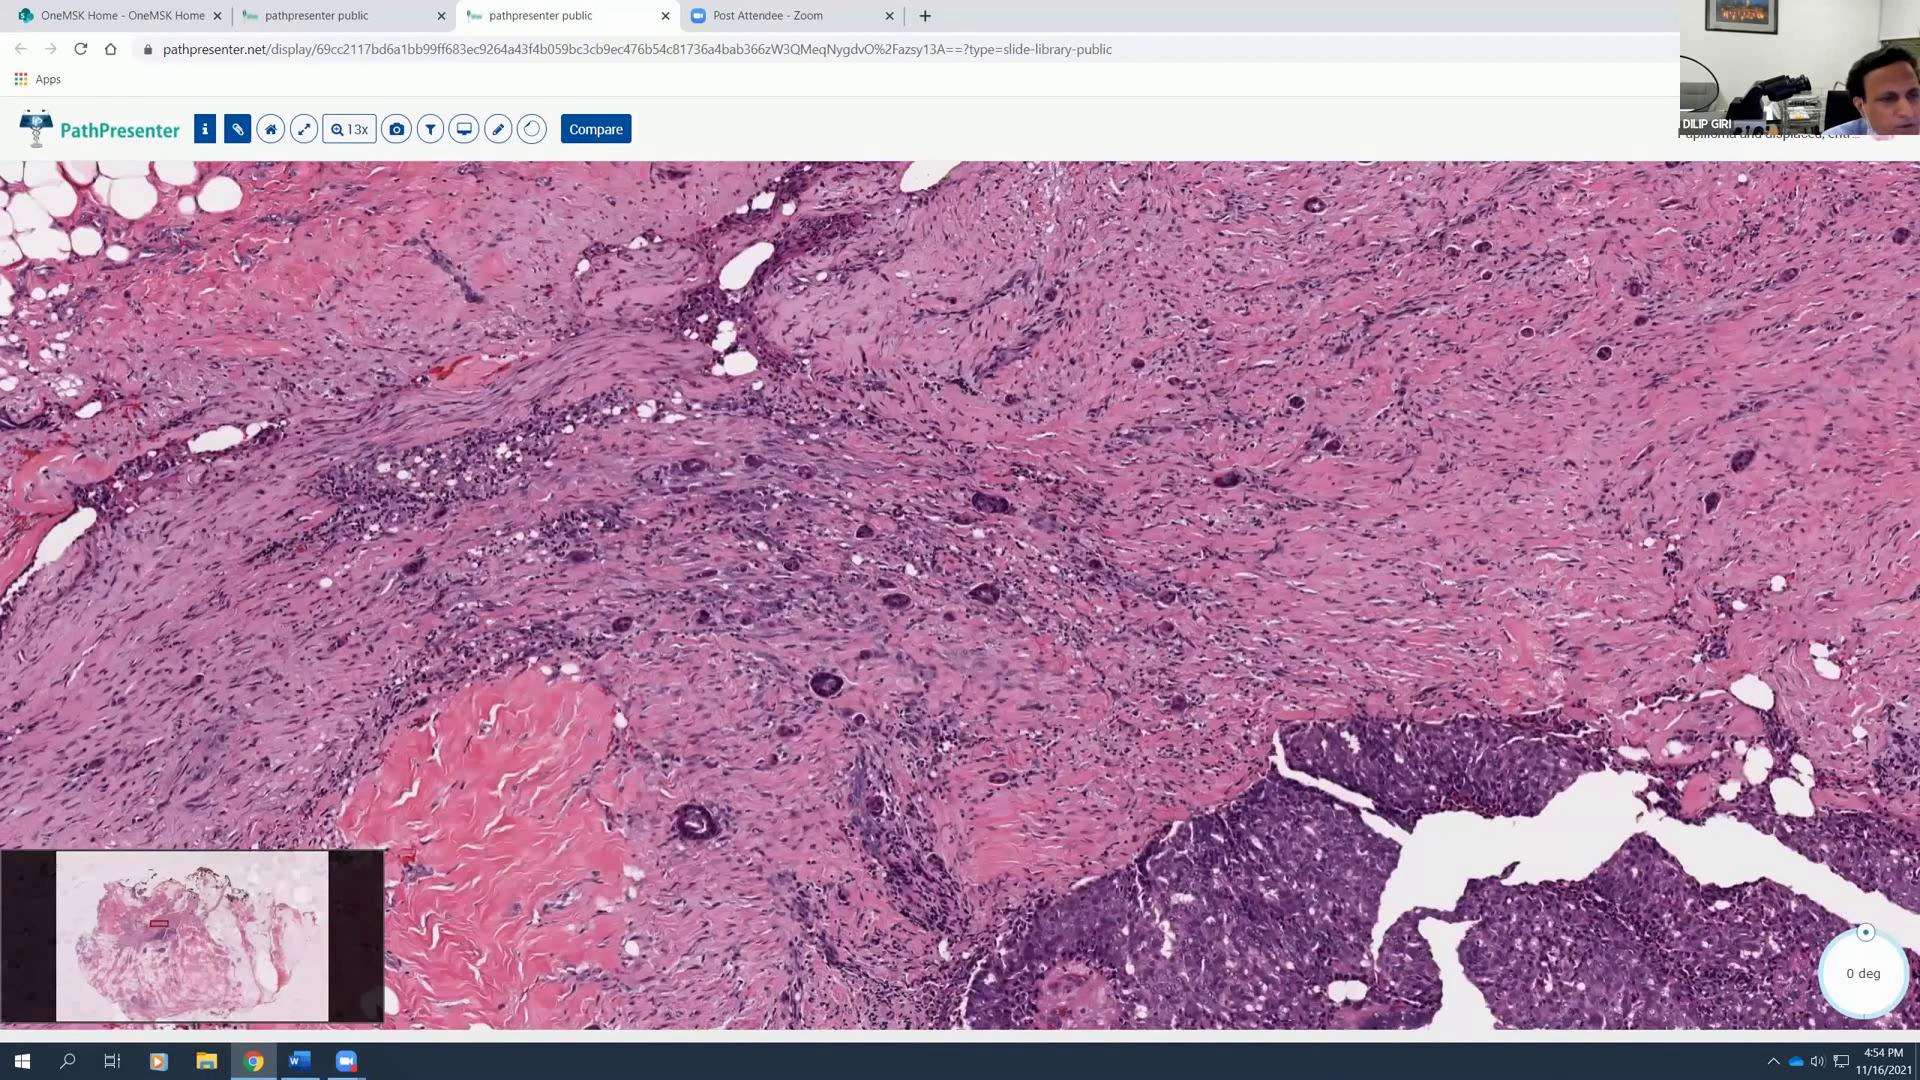 OneMSK Home - OneMSK Home
pathpresenter public
pathpresenter public
Post Attendee - Zoom
pathpresenter.net/display/69cc2117bd6a1bb99ff683ec9264a43f4b059bc3cb9ec476b54c81736a4bab366zW3QMeqNygdvO%2Fazsy13A==?type=slide-library-public
Apps
PathPresenter
13x
Compare
DILIP GIRI
0 deg
4:54 PM
11/16/2021